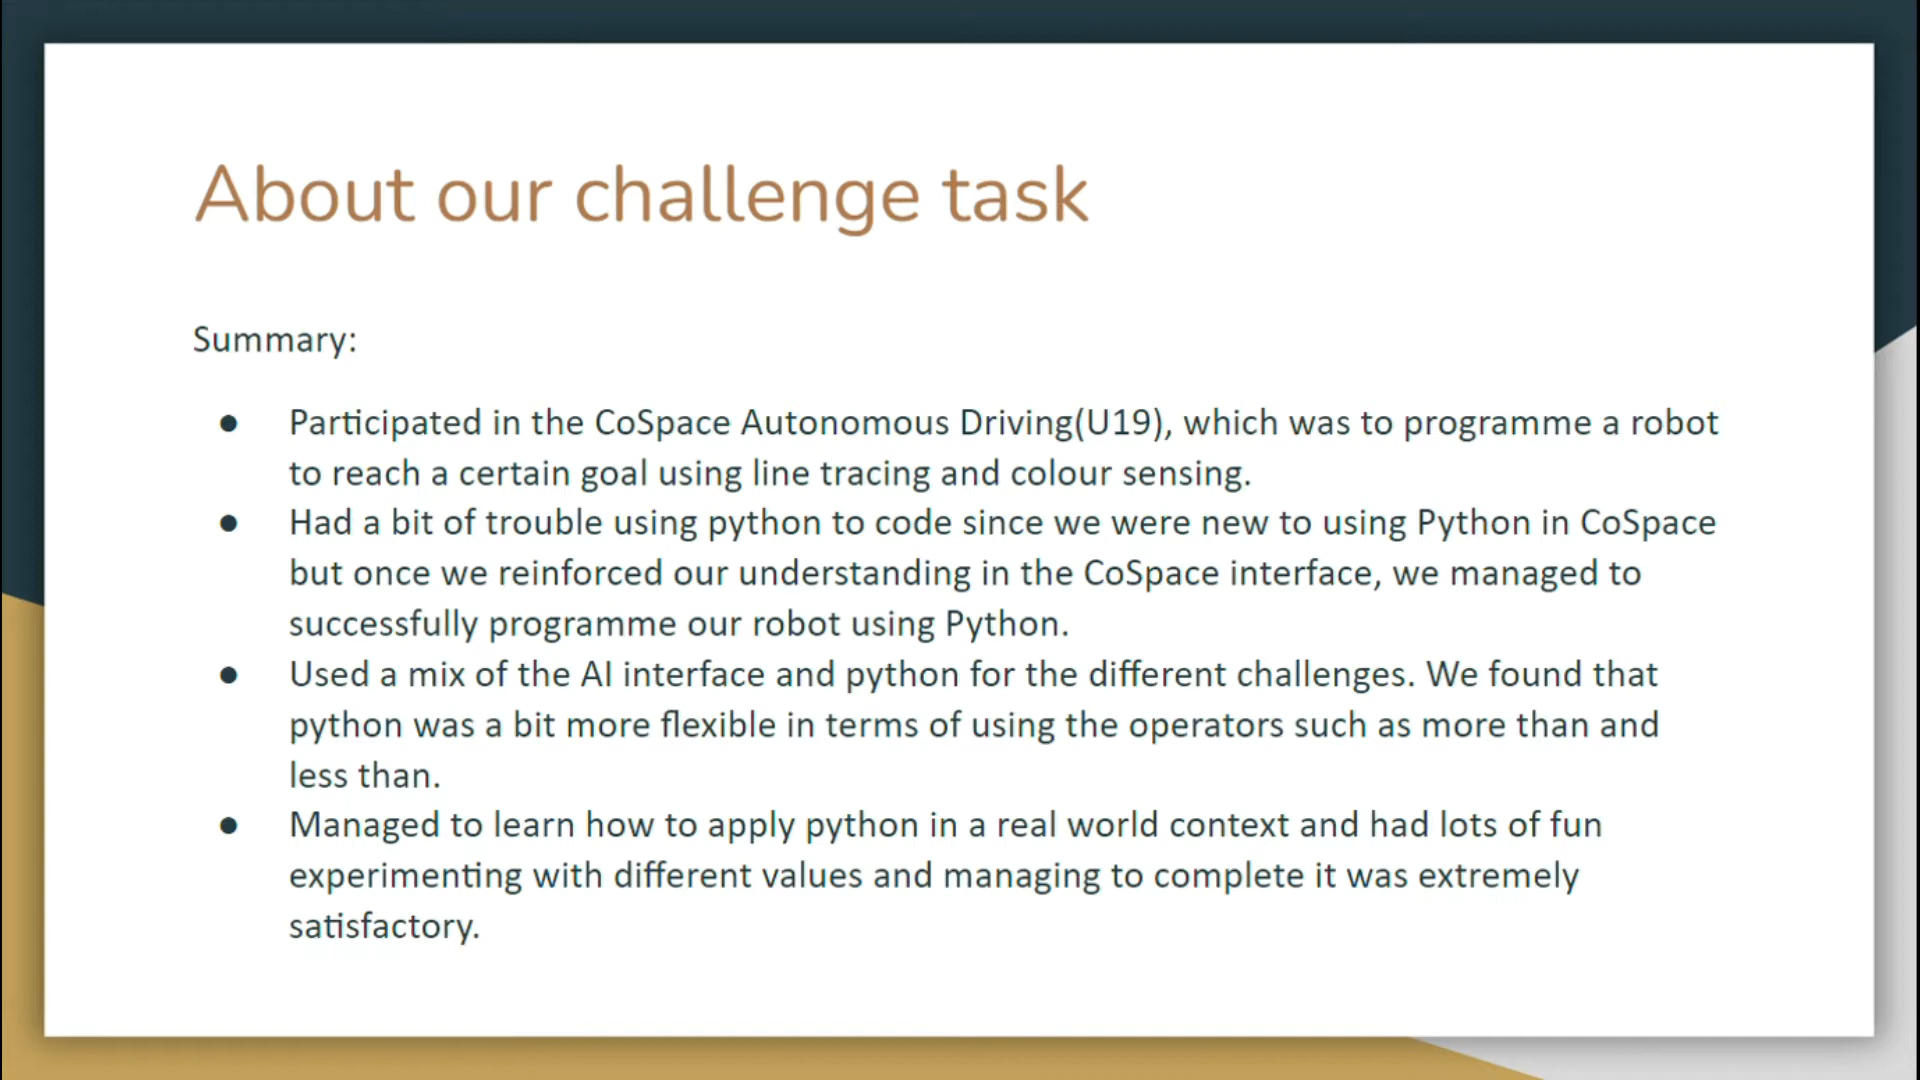 About our challenge task
Summary:
● Participated in the CoSpace Autonomous Driving(U19), which was to programme a robot
to reach a certain goal using line tracing and colour sensing.
● Had a bit of trouble using python to code since we were new to using Python in CoSpace
but once we reinforced our understanding in the CoSpace interface, we managed to
successfully programme our robot using Python.
● Used a mix of the AI interface and python for the different challenges. We found that
python was a bit more flexible in terms of using the operators such as more than and
less than.
● Managed to learn how to apply python in a real world context and had lots of fun
experimenting with different values and managing to complete it was extremely
satisfactory.